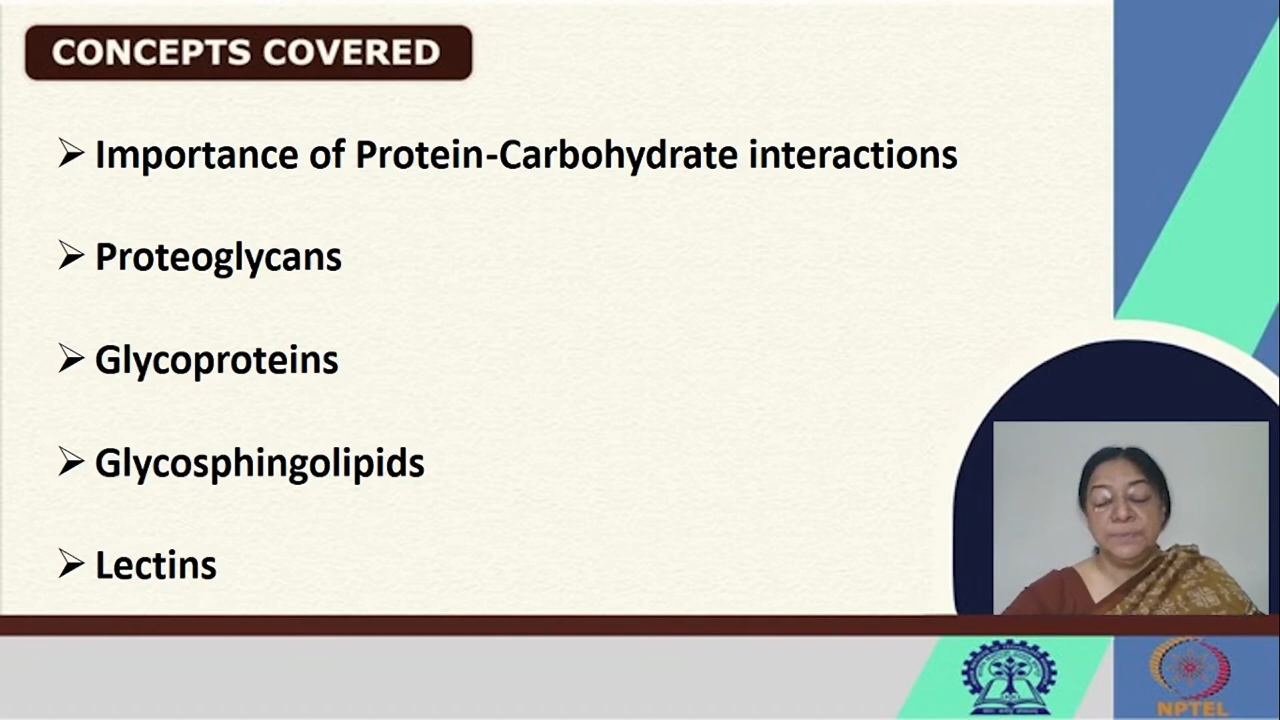 CONCEPTS COVERED
➢ Importance of Protein-Carbohydrate interactions
➢ Proteoglycans
➢ Glycoproteins
➢ Glycosphingolipids
➢ Lectins
NPTEL